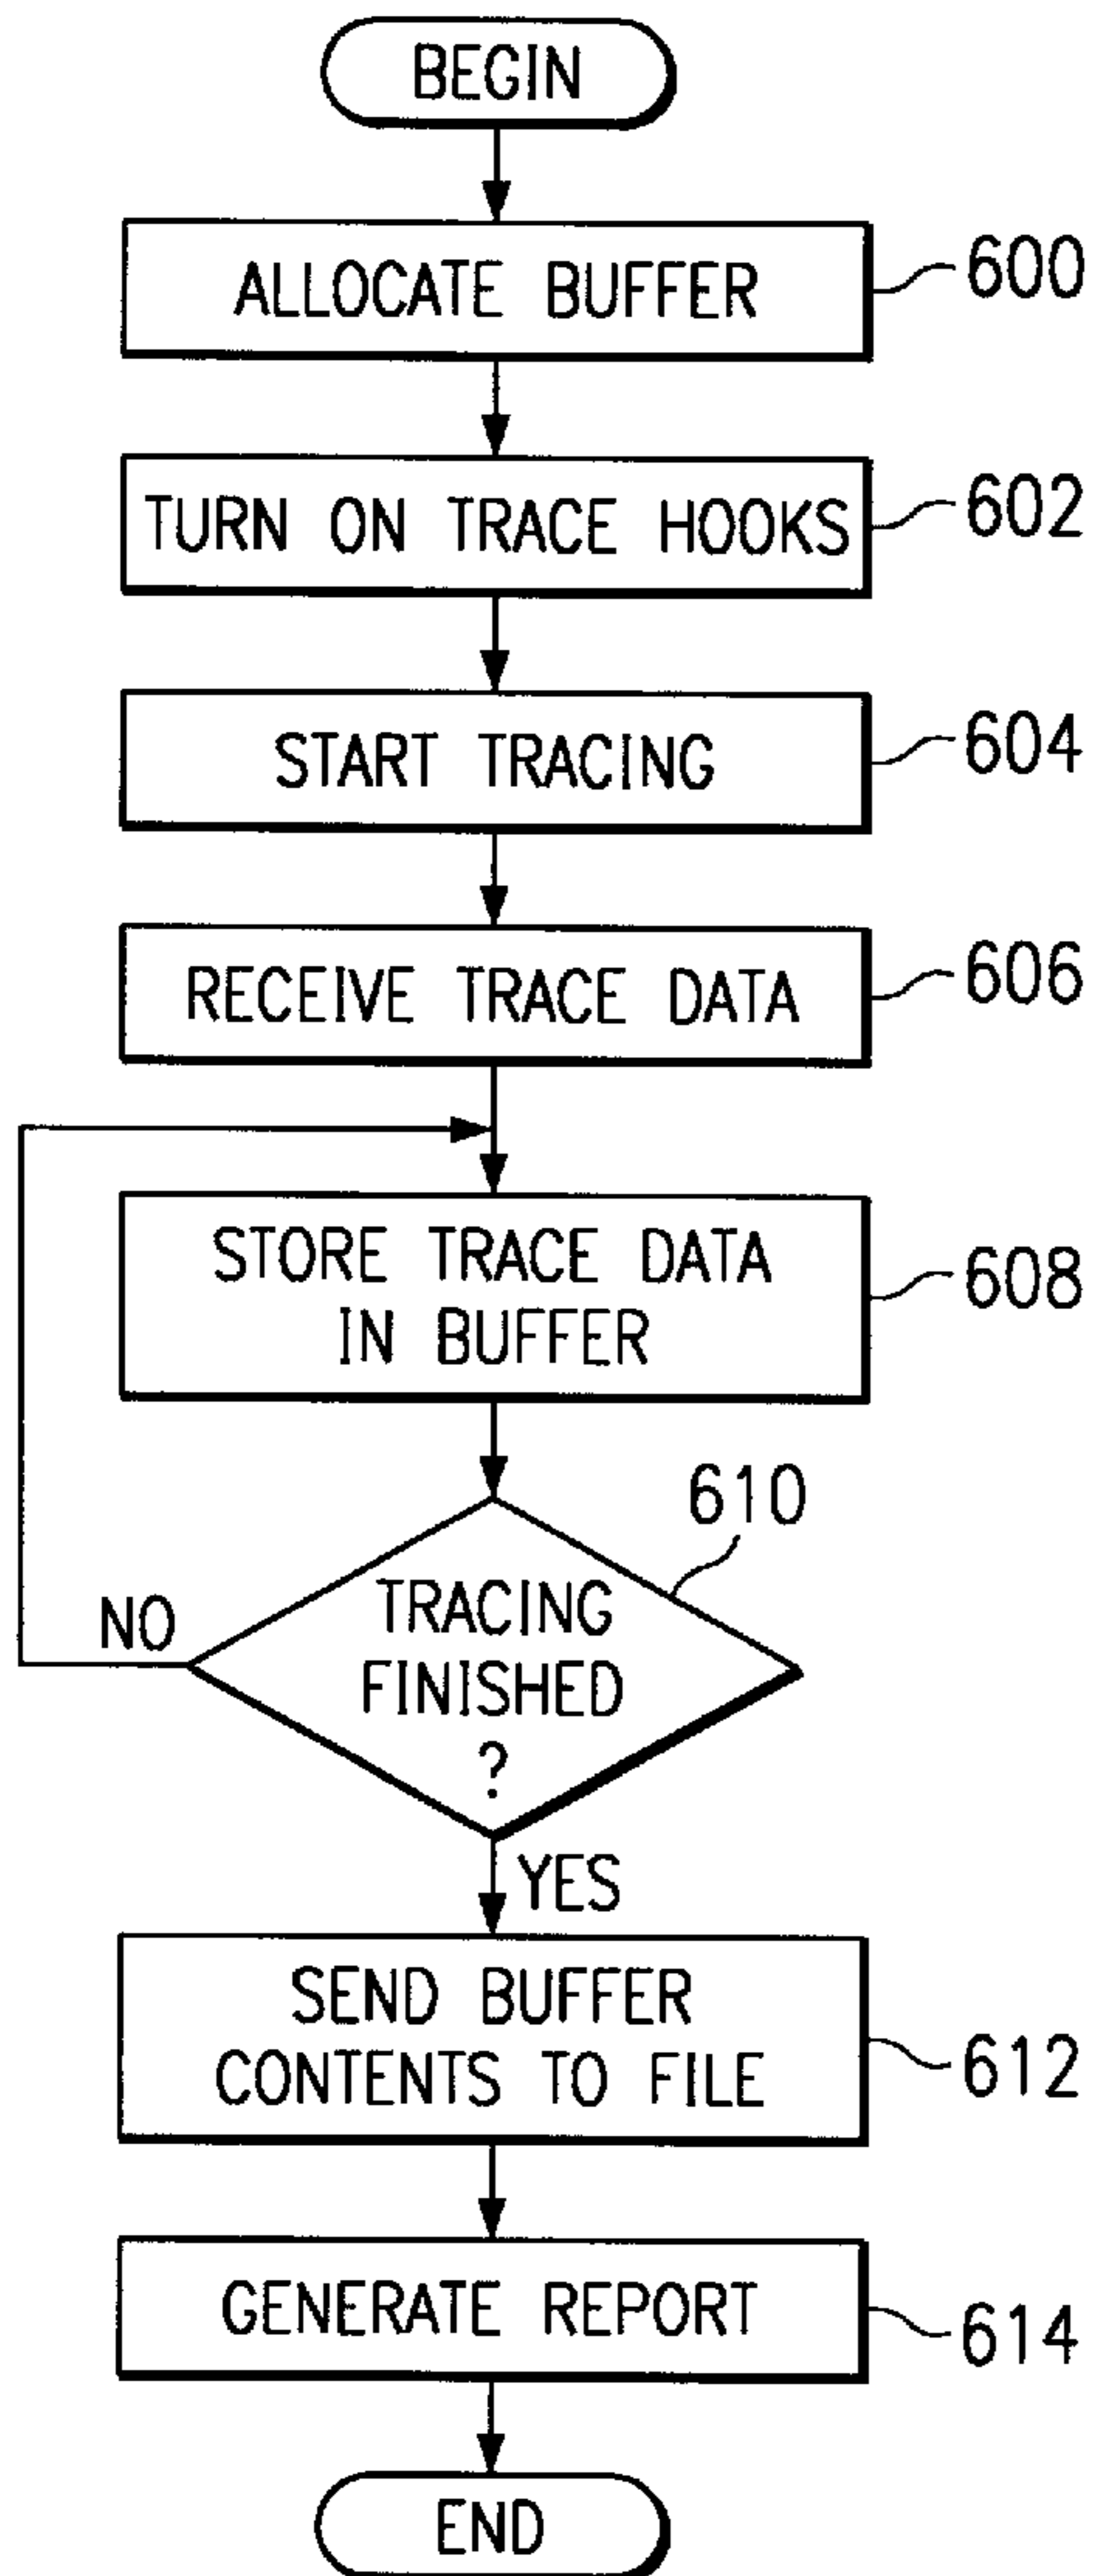 BEGIN
ALLOCATE BUFFER
600
TURN ON TRACE HOOKS
602
START TRACING
604
RECEIVE TRACE DATA
606
STORE TRACE DATA
IN BUFFER
608
610
TRACING
FINISHED
?
NO
YES
SEND BUFFER
CONTENTS TO FILE
612
GENERATE REPORT
614
END